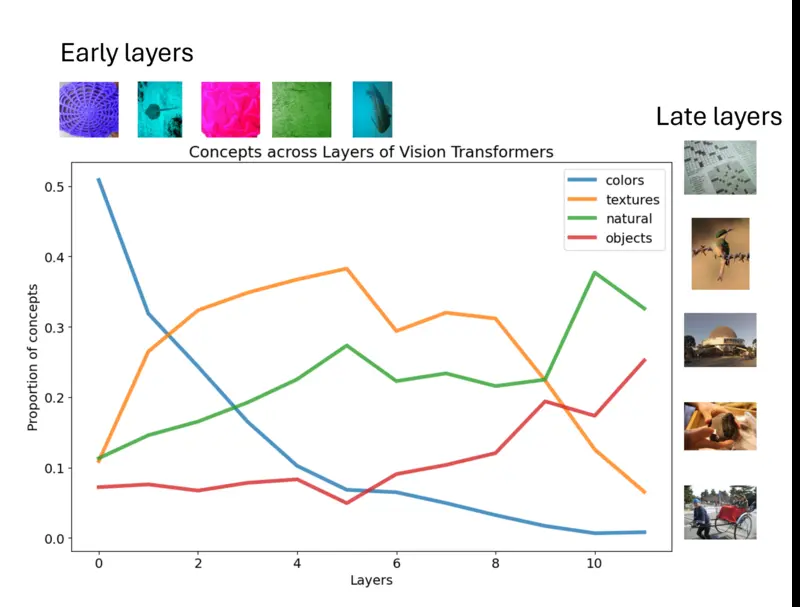 Early layers
Late layers
Concepts across Layers of Vision Transformers
colors
textures
natural
objects
Proportion of concepts
0.5
0.4
0.3
0.2
0.1
0.0
0 2 4 6 8 10
Layers